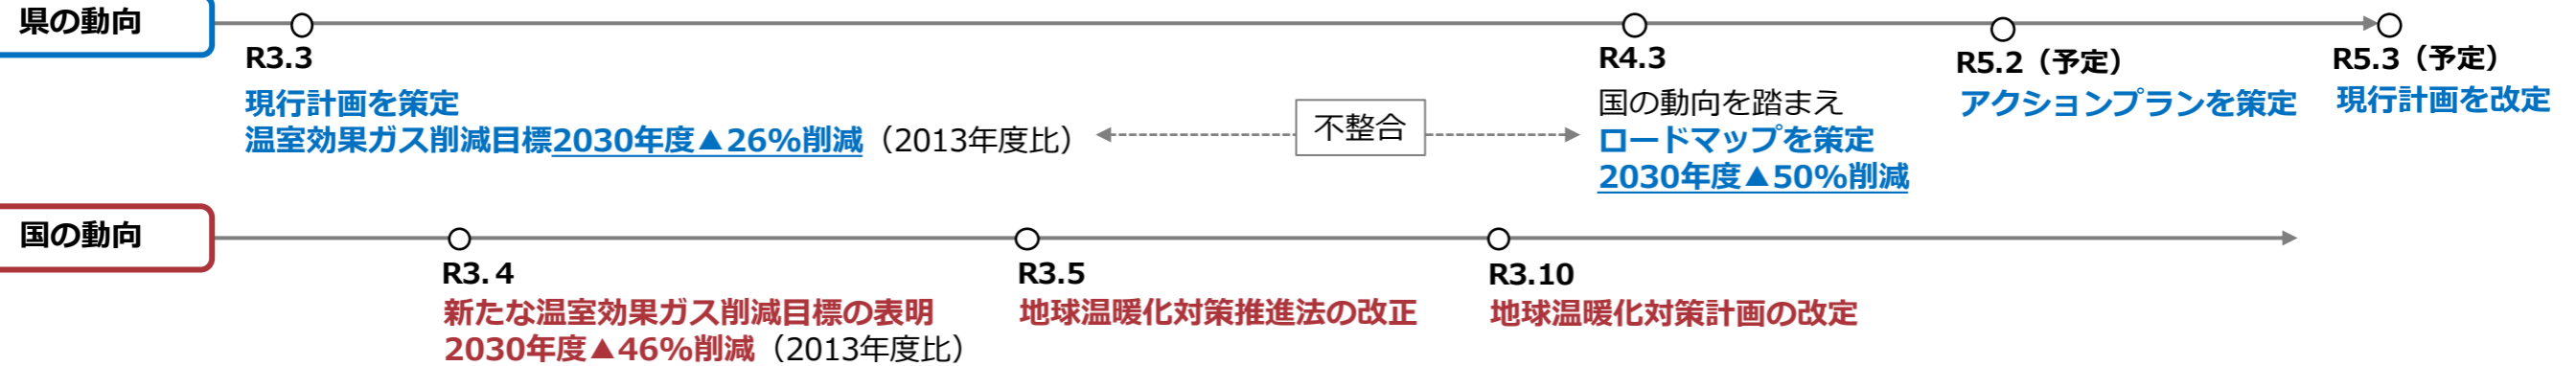 県の動向
R3.3
現行計画を策定
温室効果ガス削減目標2030年度▲26%削減（2013年度比）
不整合
R4.3
国の動向を踏まえ
ロードマップを策定
2030年度▲50%削減
R5.2（予定）
アクションプランを策定
R5.3（予定）
現行計画を改定
国の動向
R3.４
新たな温室効果ガス削減目標の表明
2030年度▲46%削減（2013年度比）
R3.5
地球温暖化対策推進法の改正
R3.10
地球温暖化対策計画の改定